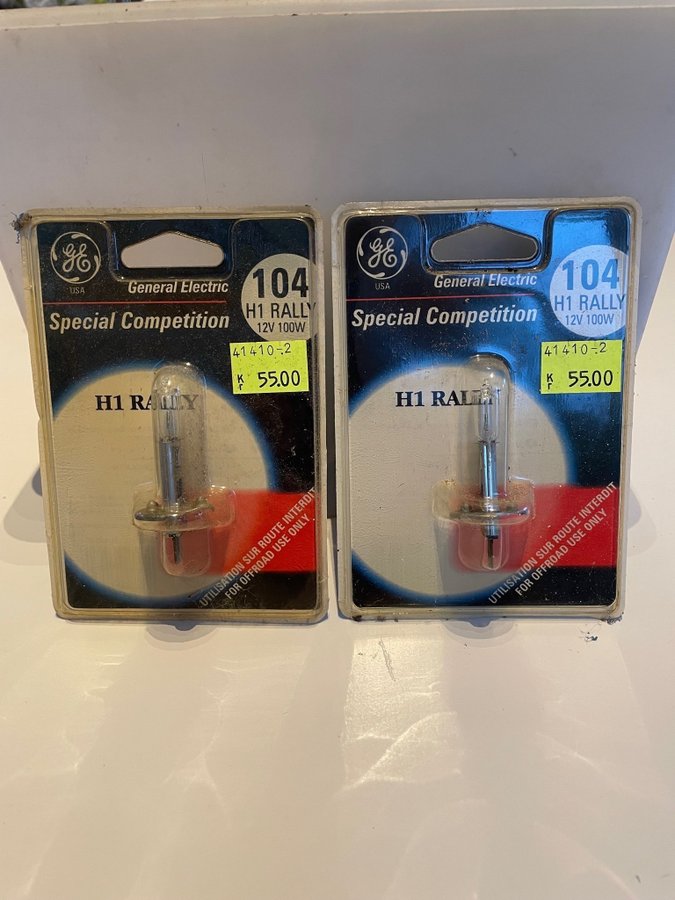 GE
USA
General Electric
Special Competition
104
H1 RALLY
12V 100W
41410-2
Kr 55.00
H1 RALLY
UTILISATION SUR ROUTE INTERDIT
FOR OFFROAD USE ONLY
GE
USA
General Electric
Special Competition
104
H1 RALLY
12V 100W
41410-2
Kr 55.00
H1 RALLY
UTILISATION SUR ROUTE INTERDIT
FOR OFFROAD USE ONLY